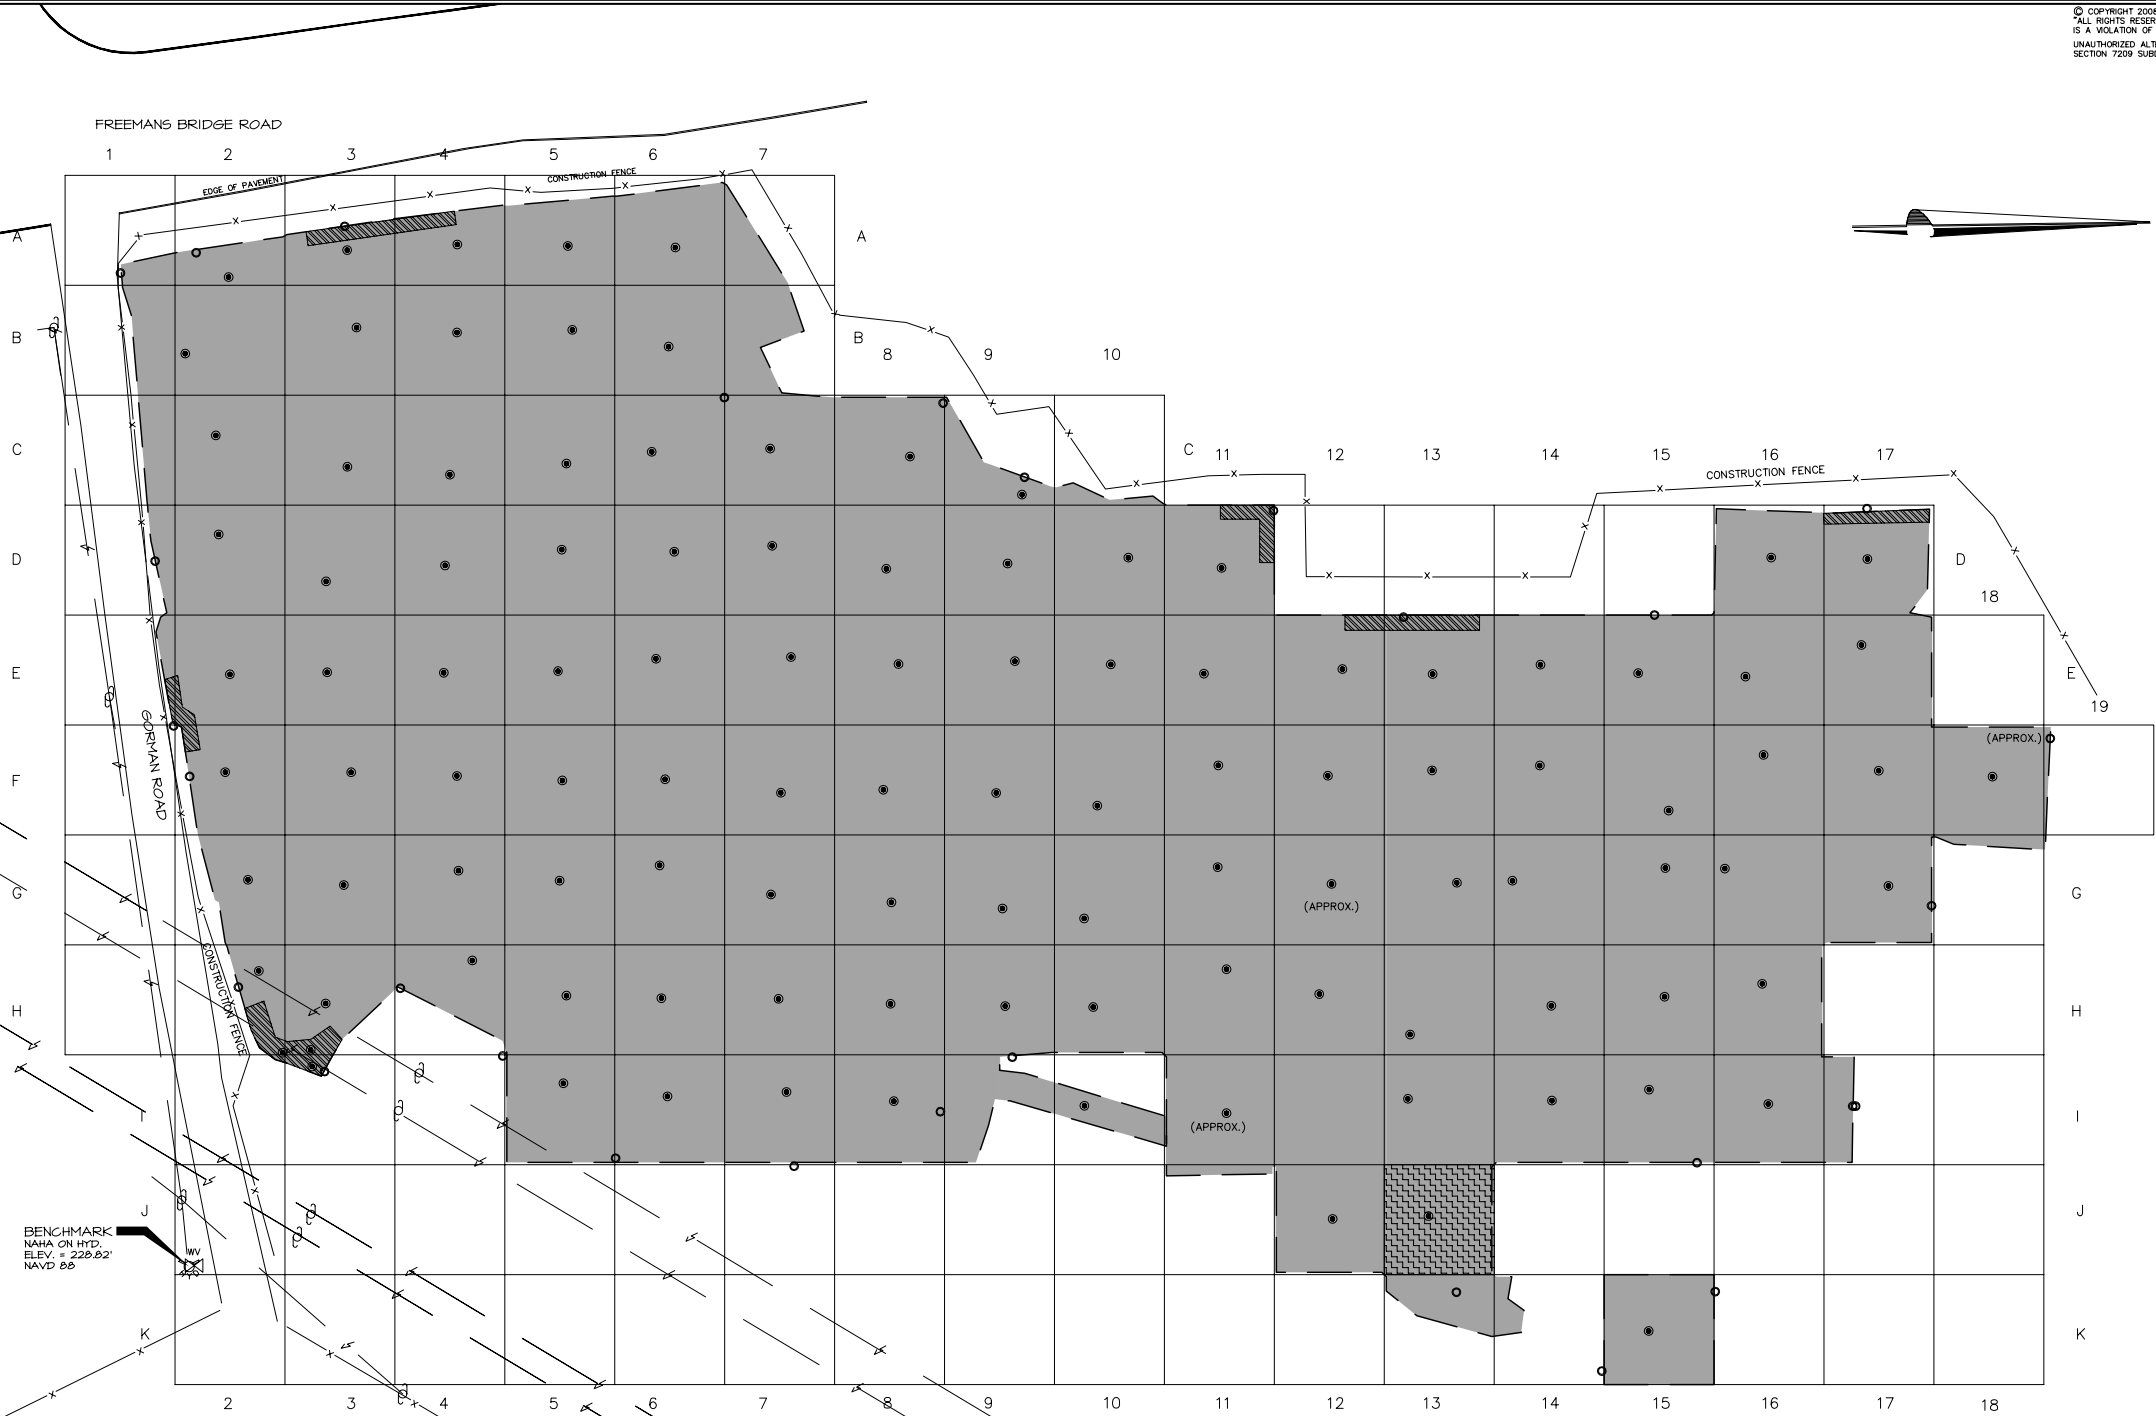 © COPYRIGHT 2008
"ALL RIGHTS RESER
IS A VIOLATION OF
UNAUTHORIZED ALT
SECTION 7209 SUB
FREEMANS BRIDGE ROAD
1 2 3 4 5 6 7
EDGE OF PAVEMENT
CONSTRUCTION FENCE
A A
B B
8 9 10
C C
11 12 13 14 15 16 17
CONSTRUCTION FENCE
D D
18
E E
19
GORMAN ROAD
(APPROX.)
F
G G
(APPROX.)
CONSTRUCTION FENCE
H H
I I
(APPROX.)
J J
BENCHMARK
NAHA ON HYD.
ELEV. = 228.82'
NAVD 88
WV
HYD
K K
2 3 4 5 6 7 8 9 10 11 12 13 14 15 16 17 18